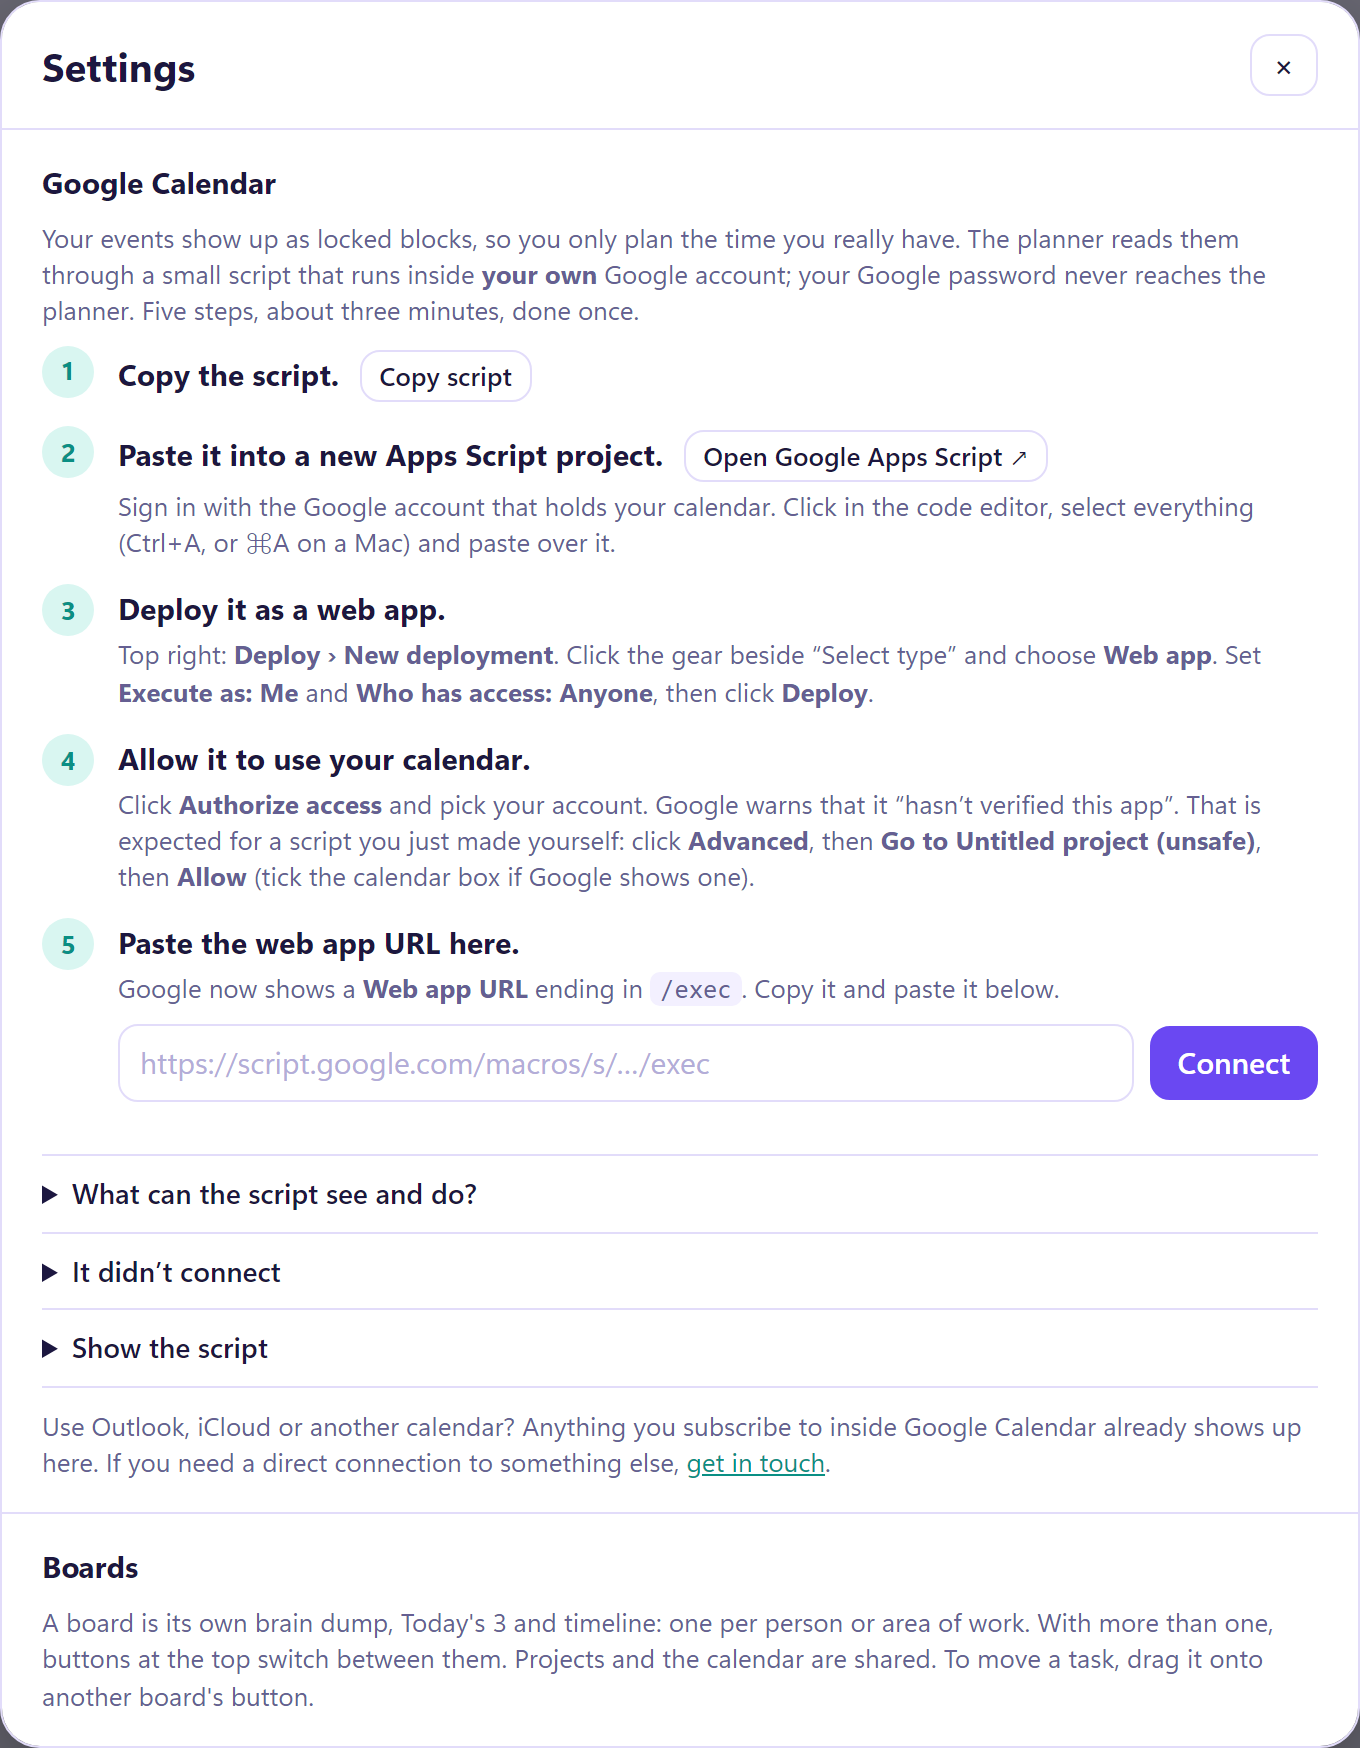 Settings
×
Google Calendar
Your events show up as locked blocks, so you only plan the time you really have. The planner reads them
through a small script that runs inside your own Google account; your Google password never reaches the
planner. Five steps, about three minutes, done once.
1 Copy the script. Copy script
2 Paste it into a new Apps Script project. Open Google Apps Script ↗
Sign in with the Google account that holds your calendar. Click in the code editor, select everything
(Ctrl+A, or ⌘A on a Mac) and paste over it.
3 Deploy it as a web app.
Top right: Deploy › New deployment. Click the gear beside “Select type” and choose Web app. Set
Execute as: Me and Who has access: Anyone, then click Deploy.
4 Allow it to use your calendar.
Click Authorize access and pick your account. Google warns that it “hasn’t verified this app”. That is
expected for a script you just made yourself: click Advanced, then Go to Untitled project (unsafe),
then Allow (tick the calendar box if Google shows one).
5 Paste the web app URL here.
Google now shows a Web app URL ending in /exec. Copy it and paste it below.
https://script.google.com/macros/s/.../exec Connect
▶ What can the script see and do?
▶ It didn’t connect
▶ Show the script
Use Outlook, iCloud or another calendar? Anything you subscribe to inside Google Calendar already shows up
here. If you need a direct connection to something else, get in touch.
Boards
A board is its own brain dump, Today's 3 and timeline: one per person or area of work. With more than one,
buttons at the top switch between them. Projects and the calendar are shared. To move a task, drag it onto
another board's button.